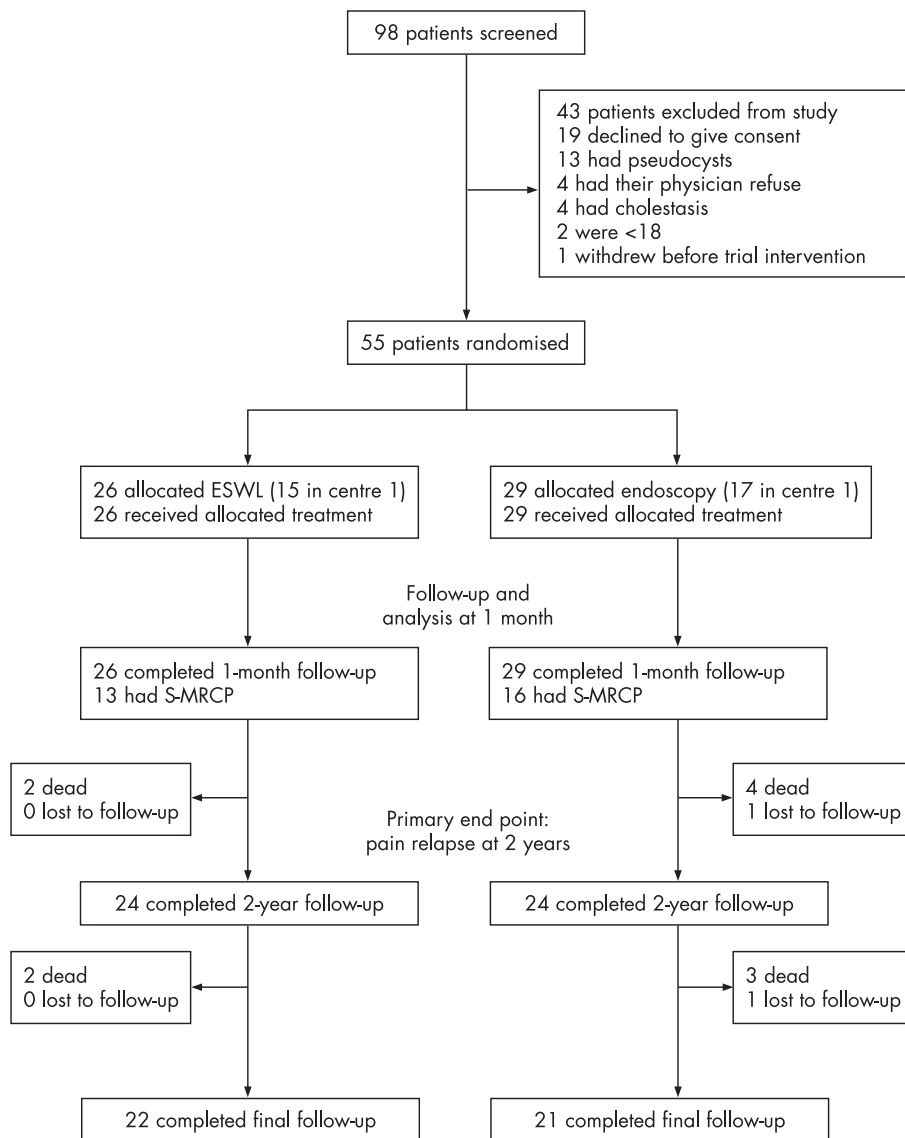 98 patients screened
43 patients excluded from study
19 declined to give consent
13 had pseudocysts
4 had their physician refuse
4 had cholestasis
2 were <18
1 withdrew before trial intervention
55 patients randomised
26 allocated ESWL (15 in centre 1)
26 received allocated treatment
29 allocated endoscopy (17 in centre 1)
29 received allocated treatment
Follow-up and
analysis at 1 month
26 completed 1-month follow-up
13 had S-MRCP
29 completed 1-month follow-up
16 had S-MRCP
2 dead
0 lost to follow-up
4 dead
1 lost to follow-up
Primary end point:
pain relapse at 2 years
24 completed 2-year follow-up
24 completed 2-year follow-up
2 dead
0 lost to follow-up
3 dead
1 lost to follow-up
22 completed final follow-up
21 completed final follow-up